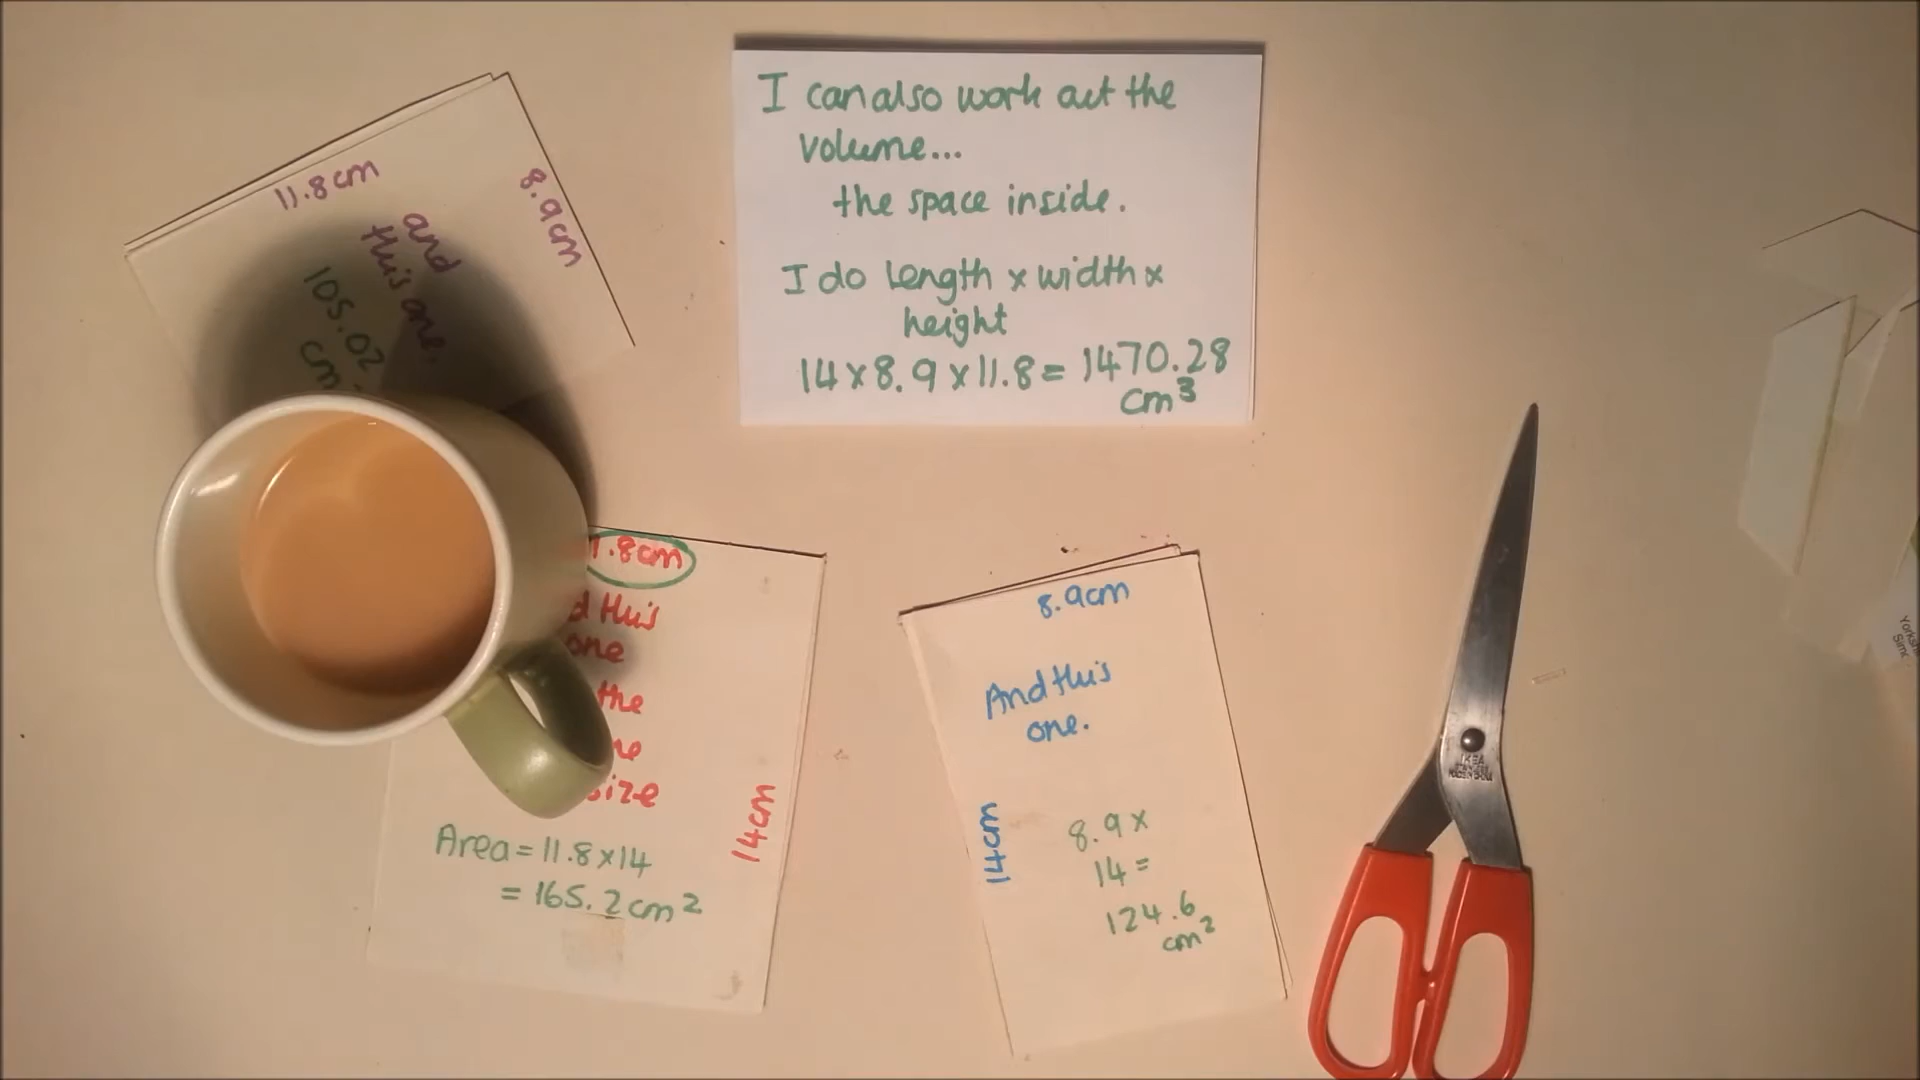 11.8cm
8.9cm
and
this one.
105.02
cm
I can also work out the
volume...
the space inside.
I do length x width x
height
14 x 8.9 x 11.8 = 1470.28
cm³
.8cm
this
one
the
size
14cm
Area = 11.8 x 14
= 165.2cm²
8.9cm
And this
one.
14cm
8.9 x
14 =
124.6
cm²
IKEA